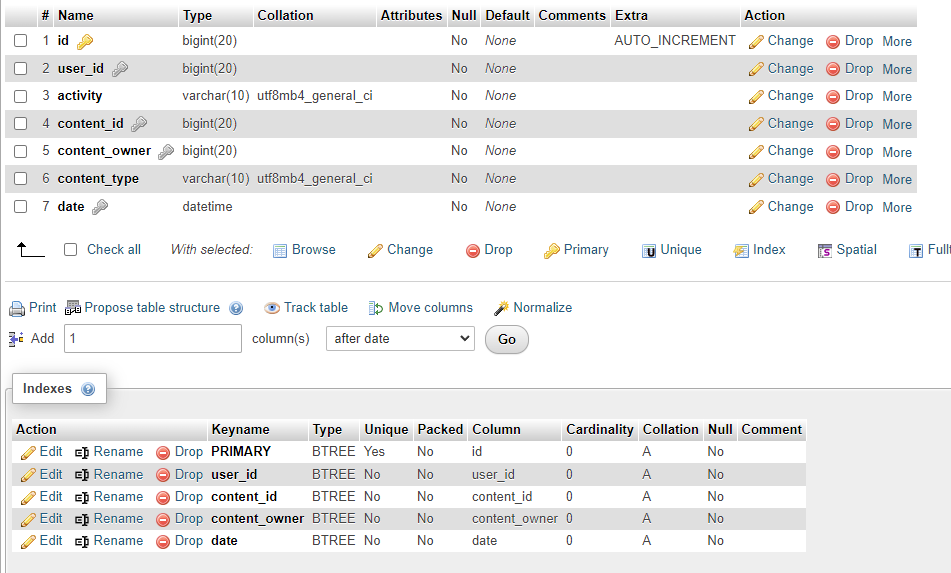 # Name Type Collation Attributes Null Default Comments Extra Action
1 id bigint(20) No None AUTO_INCREMENT Change Drop More
2 user_id bigint(20) No None Change Drop More
3 activity varchar(10) utf8mb4_general_ci No None Change Drop More
4 content_id bigint(20) No None Change Drop More
5 content_owner bigint(20) No None Change Drop More
6 content_type varchar(10) utf8mb4_general_ci No None Change Drop More
7 date datetime No None Change Drop More
Check all With selected: Browse Change Drop Primary U Unique Index S Spatial T Fullt
Print Propose table structure Track table Move columns Normalize
Add 1 column(s) after date Go
Indexes
Action Keyname Type Unique Packed Column Cardinality Collation Null Comment
Edit Rename Drop PRIMARY BTREE Yes No id 0 A No
Edit Rename Drop user_id BTREE No No user_id 0 A No
Edit Rename Drop content_id BTREE No No content_id 0 A No
Edit Rename Drop content_owner BTREE No No content_owner 0 A No
Edit Rename Drop date BTREE No No date 0 A No